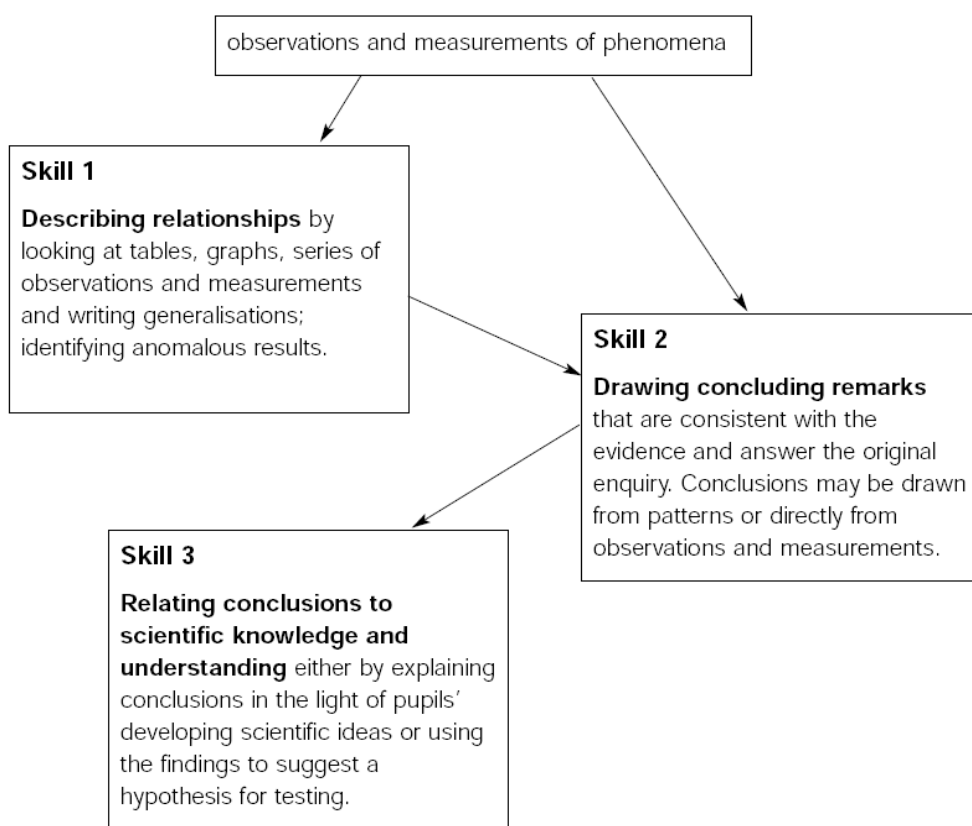 observations and measurements of phenomena
Skill 1
Describing relationships by
looking at tables, graphs, series of
observations and measurements
and writing generalisations;
identifying anomalous results.
Skill 2
Drawing concluding remarks
that are consistent with the
evidence and answer the original
enquiry. Conclusions may be drawn
from patterns or directly from
observations and measurements.
Skill 3
Relating conclusions to
scientific knowledge and
understanding either by explaining
conclusions in the light of pupils’
developing scientific ideas or using
the findings to suggest a
hypothesis for testing.